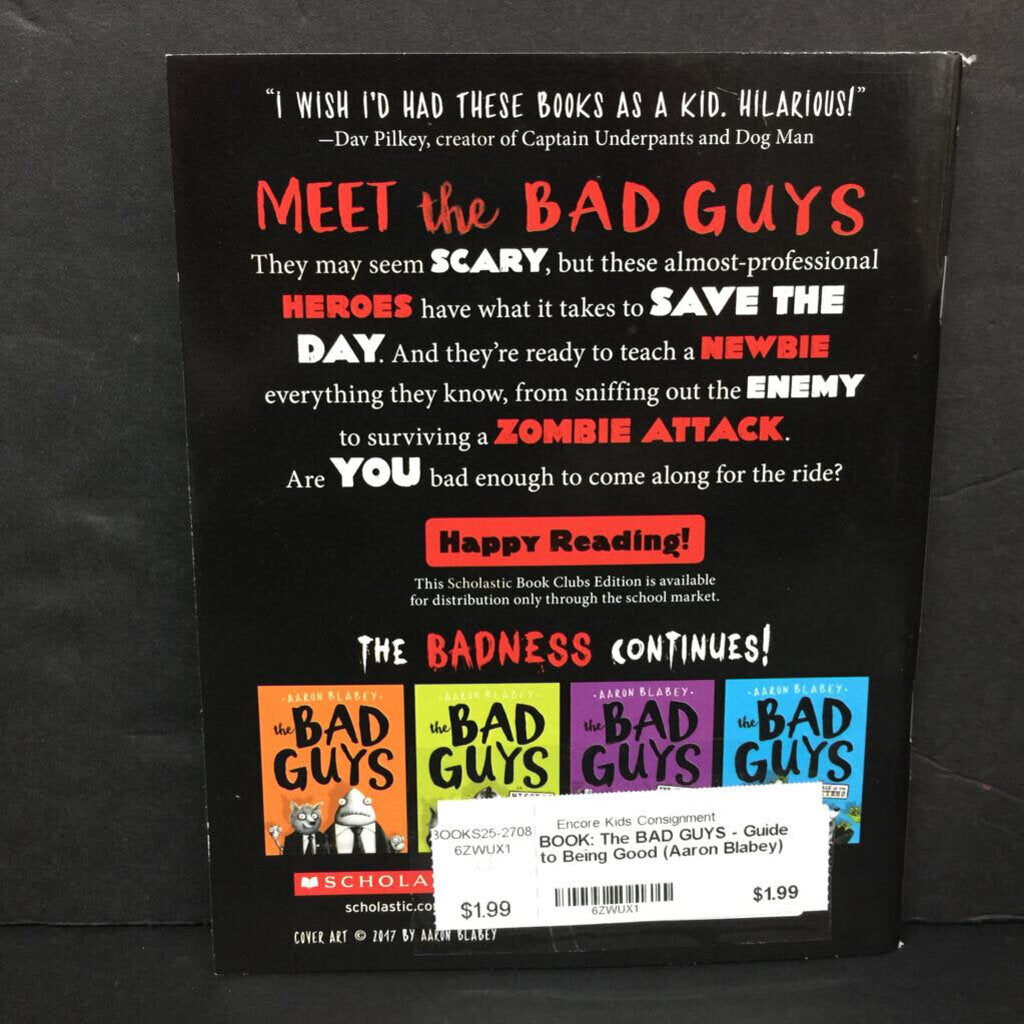 “I WISH I'D HAD THESE BOOKS AS A KID. HILARIOUS!”
—Dav Pilkey, creator of Captain Underpants and Dog Man
MEET the BAD GUYS
They may seem SCARY, but these almost-professional
HEROES have what it takes to SAVE THE
DAY. And they're ready to teach a NEWBIE
everything they know, from sniffing out the ENEMY
to surviving a ZOMBIE ATTACK.
Are YOU bad enough to come along for the ride?
Happy Reading!
This Scholastic Book Clubs Edition is available
for distribution only through the school market.
THE BADNESS CONTINUES!
·AARON BLABEY·
the BAD
GUYS
·AARON BLABEY·
the BAD
GUYS
·AARON BLABEY·
the BAD
GUYS
·AARON BLABEY·
the BAD
GUYS
BOOKS25-2708
6ZWUX1
$1.99
Encore Kids Consignment
BOOK: The BAD GUYS - Guide
to Being Good (Aaron Blabey)
6ZWUX1
$1.99
SCHOLA
scholastic.co
COVER ART © 2017 BY AARON BLABEY